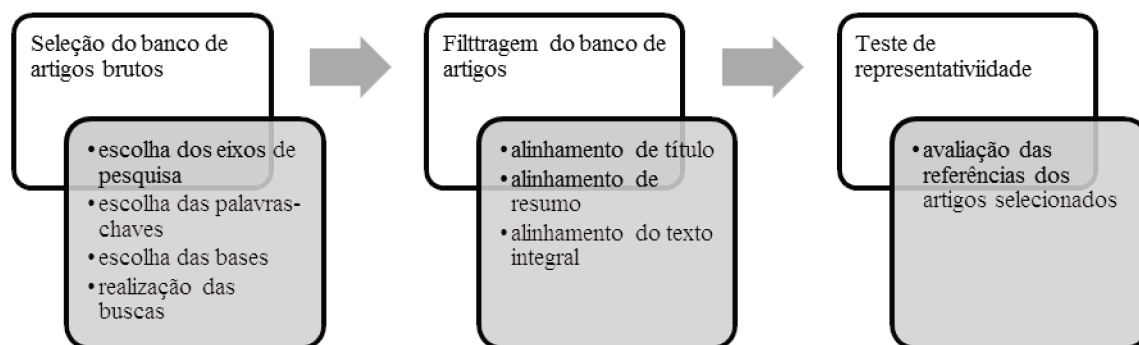 Seleção do banco de
artigos brutos
•escolha dos eixos de
pesquisa
•escolha das palavras-
chaves
•escolha das bases
•realização das
buscas
Filttragem do banco de
artigos
•alinhamento de título
•alinhamento de
resumo
•alinhamento do texto
integral
Teste de
representativiidade
•avaliação das
referências dos
artigos selecionados